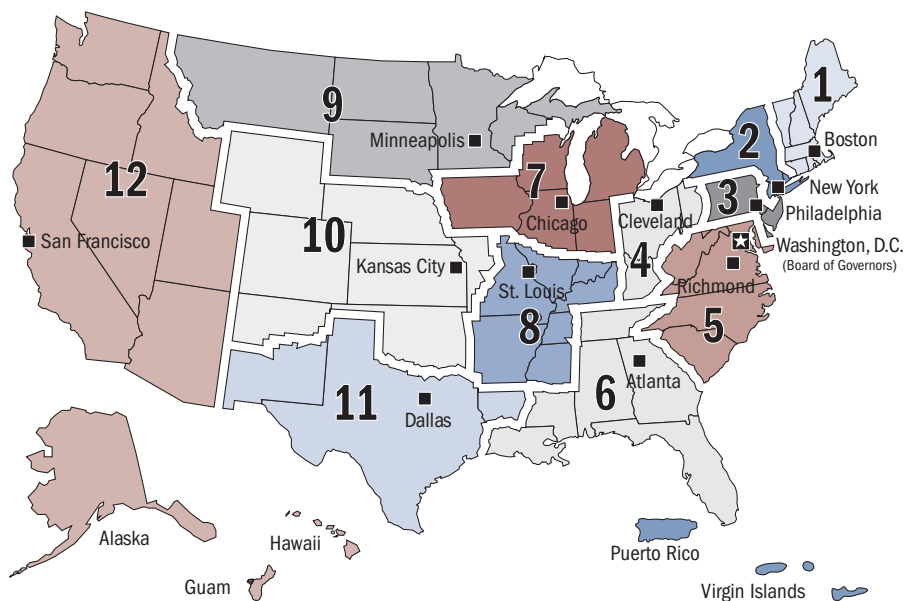 1
9
2
Boston
Minneapolis
7
12
3
New York
Philadelphia
Chicago
Cleveland
10
San Francisco
Washington, D.C.
(Board of Governors)
Kansas City
4
St. Louis
Richmond
8
5
6
Atlanta
11
Dallas
Alaska
Hawaii
Puerto Rico
Guam
Virgin Islands